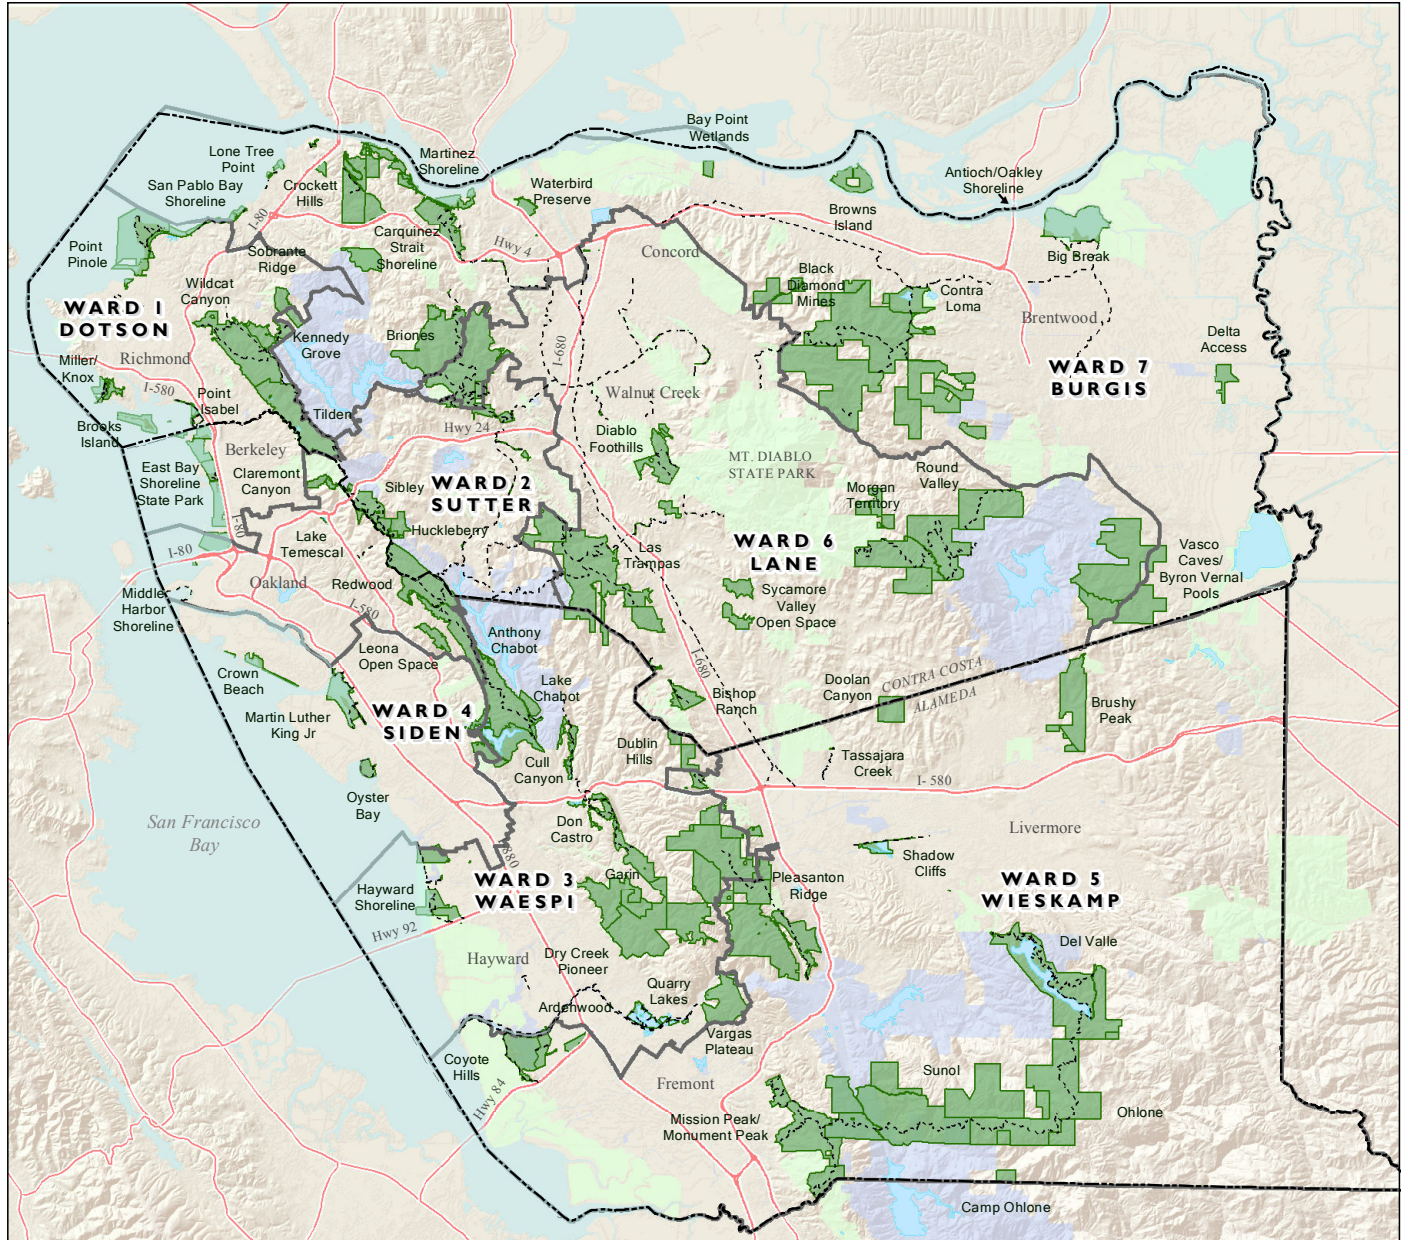 Bay Point
Wetlands
Lone Tree
Point
Martinez
Shoreline
San Pablo Bay
Shoreline
Crockett
Hills
Waterbird
Preserve
Antioch/Oakley
Shoreline
I-80
Browns
Island
Point
Pinole
Carquinez
Strait
Shoreline
Hwy 4
Sobrante
Ridge
Concord
Big Break
Wildcat
Canyon
Black
Diamond
Mines
Contra
Loma
WARD 1
DOTSON
Brentwood
Kennedy
Grove
Briones
I-680
Delta
Access
Richmond
Miller/
Knox
I-580
WARD 7
BURGIS
Point
Isabel
Walnut Creek
Tilden
Brooks
Island
Hwy 24
Diablo
Foothills
Berkeley
MT. DIABLO
STATE PARK
East Bay
Shoreline
State Park
Claremont
Canyon
Sibley
WARD 2
SUTTER
Morgan
Territory
Round
Valley
I-80
Huckleberry
Lake
Temescal
I-80
WARD 6
LANE
Las
Trampas
Vasco
Caves/
Byron Vernal
Pools
Oakland
Redwood
Middle
Harbor
Shoreline
I-580
Sycamore
Valley
Open Space
Anthony
Chabot
Leona
Open Space
I-680
CONTRA COSTA
ALAMEDA
Crown
Beach
Lake
Chabot
Doolan
Canyon
Bishop
Ranch
Brushy
Peak
Martin Luther
King Jr
WARD 4
SIDEN
Dublin
Hills
Cull
Canyon
Tassajara
Creek
I- 580
Oyster
Bay
San Francisco
Bay
Don
Castro
Livermore
I-880
Shadow
Cliffs
WARD 3
WAESPI
Garin
Pleasanton
Ridge
WARD 5
WIESKAMP
Hayward
Shoreline
Hwy 92
Del Valle
Hayward
Dry Creek
Pioneer
Quarry
Lakes
Ardenwood
Vargas
Plateau
Coyote
Hills
Fremont
Sunol
Hwy 84
Mission Peak/
Monument Peak
Ohlone
Camp Ohlone